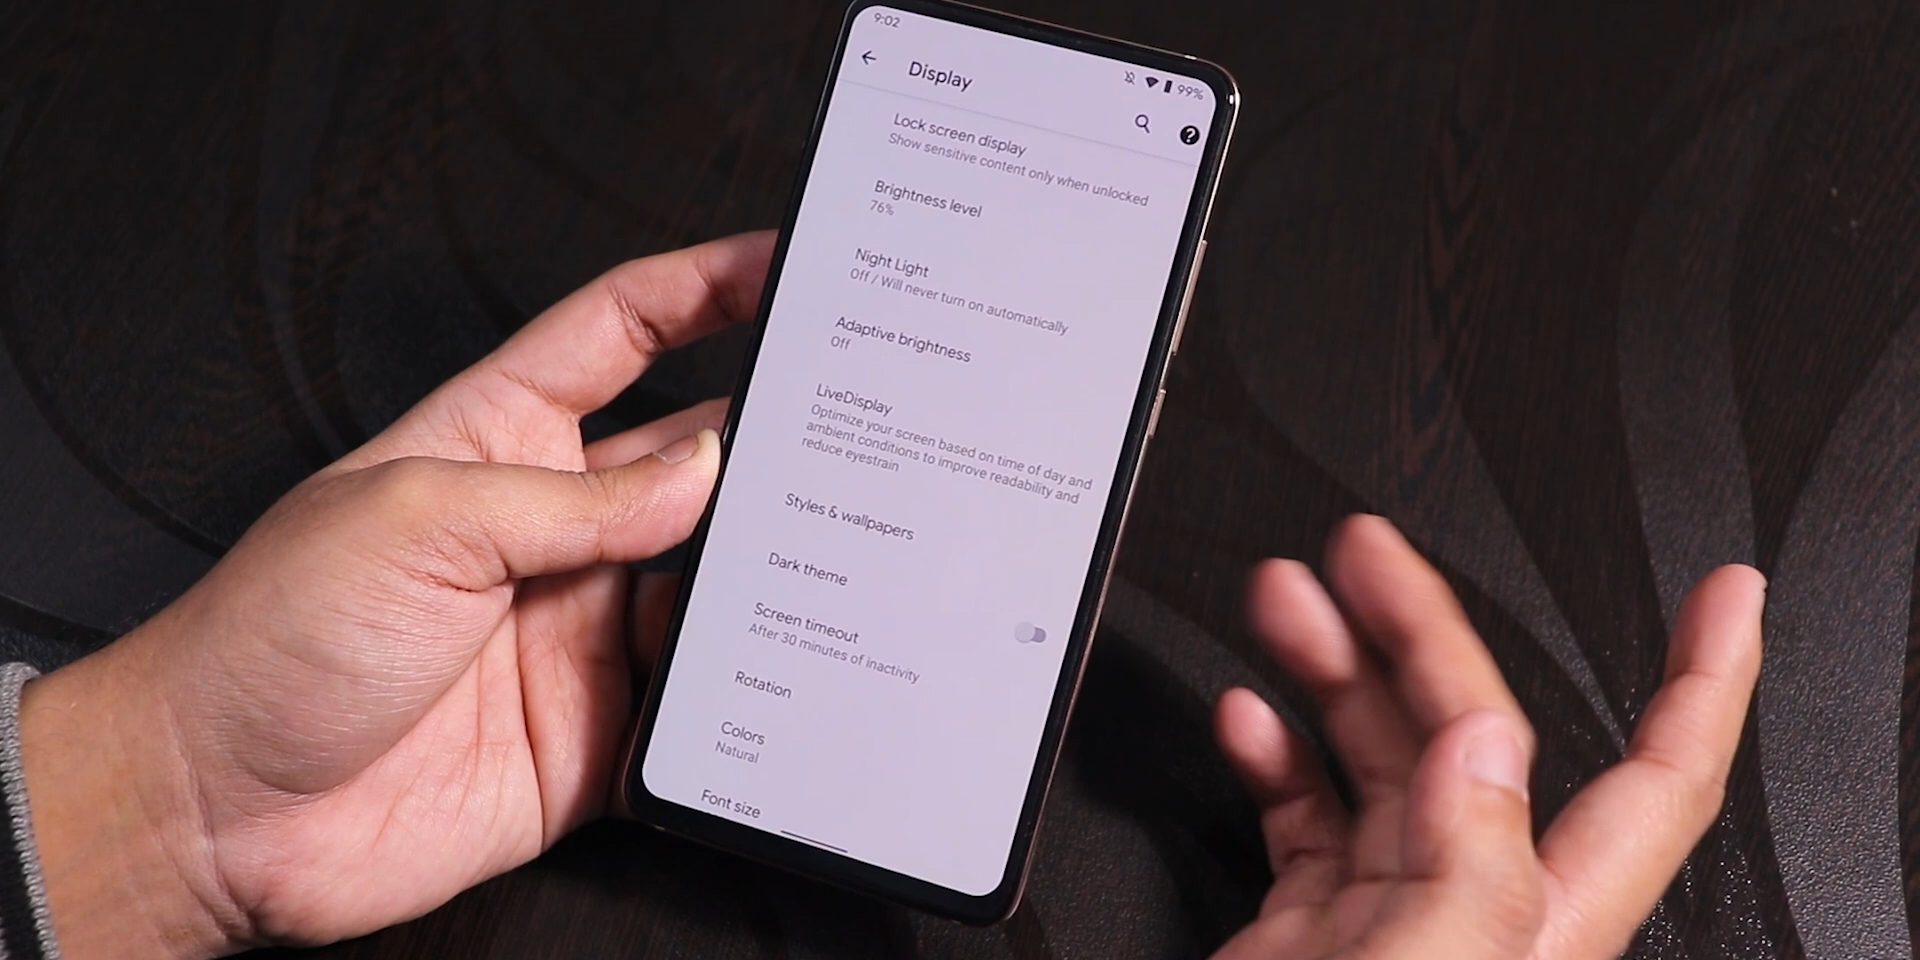 9:02
99%
Display
Lock screen display
Show sensitive content only when unlocked
Brightness level
76%
Night Light
Off / Will never turn on automatically
Adaptive brightness
Off
LiveDisplay
Optimize your screen based on time of day and
ambient conditions to improve readability and
reduce eyestrain
Styles & wallpapers
Dark theme
Screen timeout
After 30 minutes of inactivity
Rotation
Colors
Natural
Font size